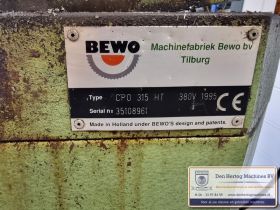 BEWO
Machinefabriek Bewo bv
Tilburg
Type CPO 315 HT 380V 1995
Serial nr 35108961
CE
Made in Holland under BEWO'S design and patents.
Den Hertog Machines BV